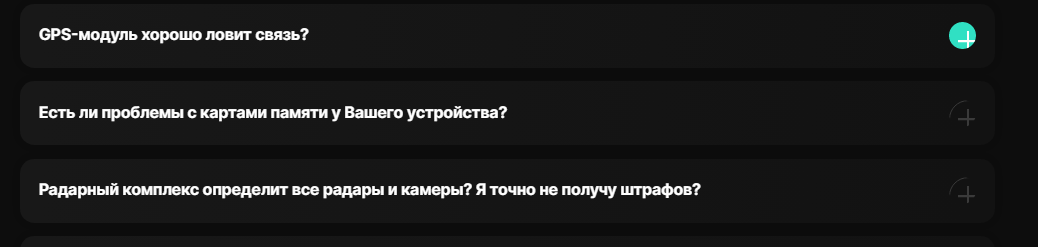 GPS-модуль хорошо ловит связь?
Есть ли проблемы с картами памяти у Вашего устройства?
Радарный комплекс определит все радары и камеры? Я точно не получу штрафов?